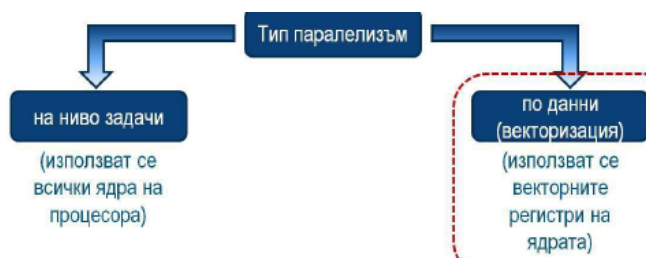 Тип паралелизъм
на ниво задачи
(използват се
всички ядра на
процесора)
по данни
(векторизация)
(използват се
векторните
регистри на
ядрата)